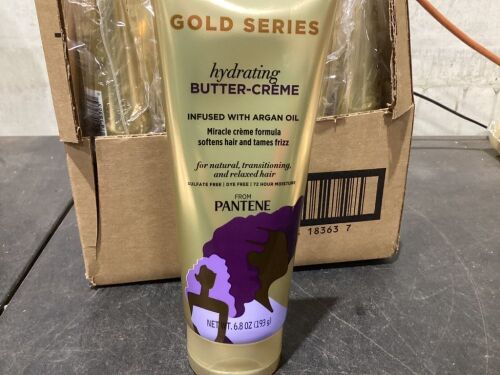 GOLD SERIES
hydrating
BUTTER-CRÈME
INFUSED WITH ARGAN OIL
Miracle crème formula
softens hair and tames frizz
for natural, transitioning,
and relaxed hair
SULFATE FREE | DYE FREE | 72 HOUR MOISTURE
FROM
PANTENE
NET WT. 6.8 OZ (193 g)
18363 7